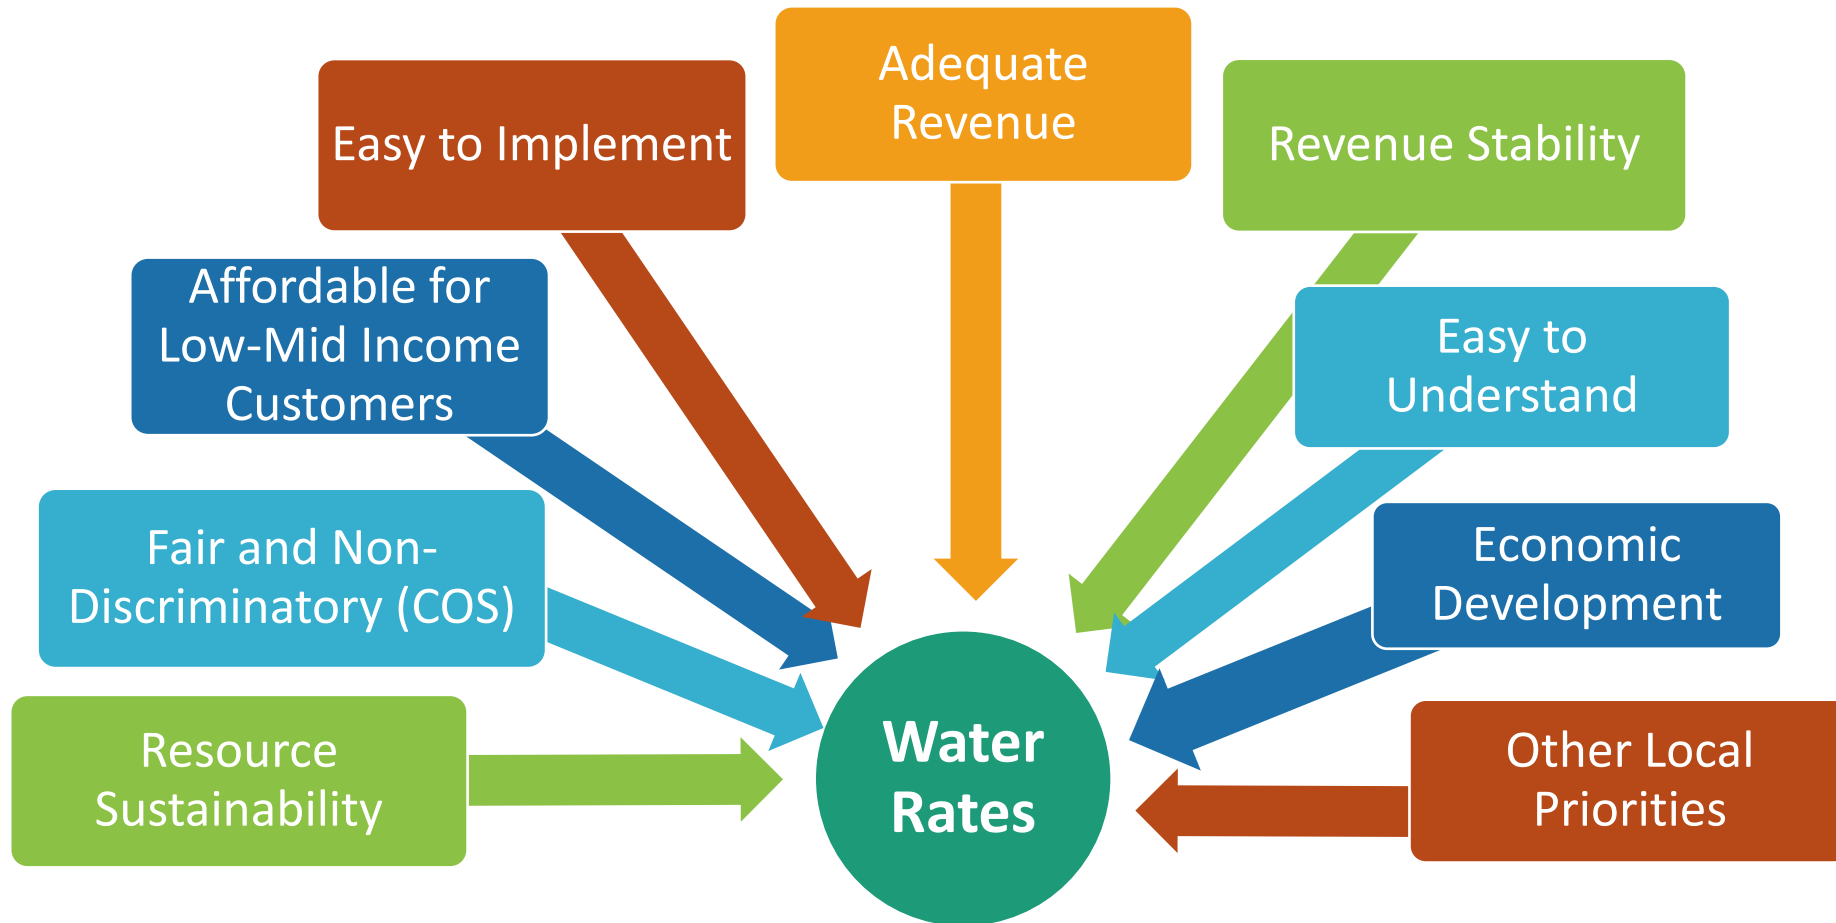 Adequate
Revenue
Easy to Implement
Revenue Stability
Affordable for
Low-Mid Income
Customers
Easy to
Understand
Fair and Non-
Discriminatory (COS)
Economic
Development
Resource
Sustainability
Water
Rates
Other Local
Priorities